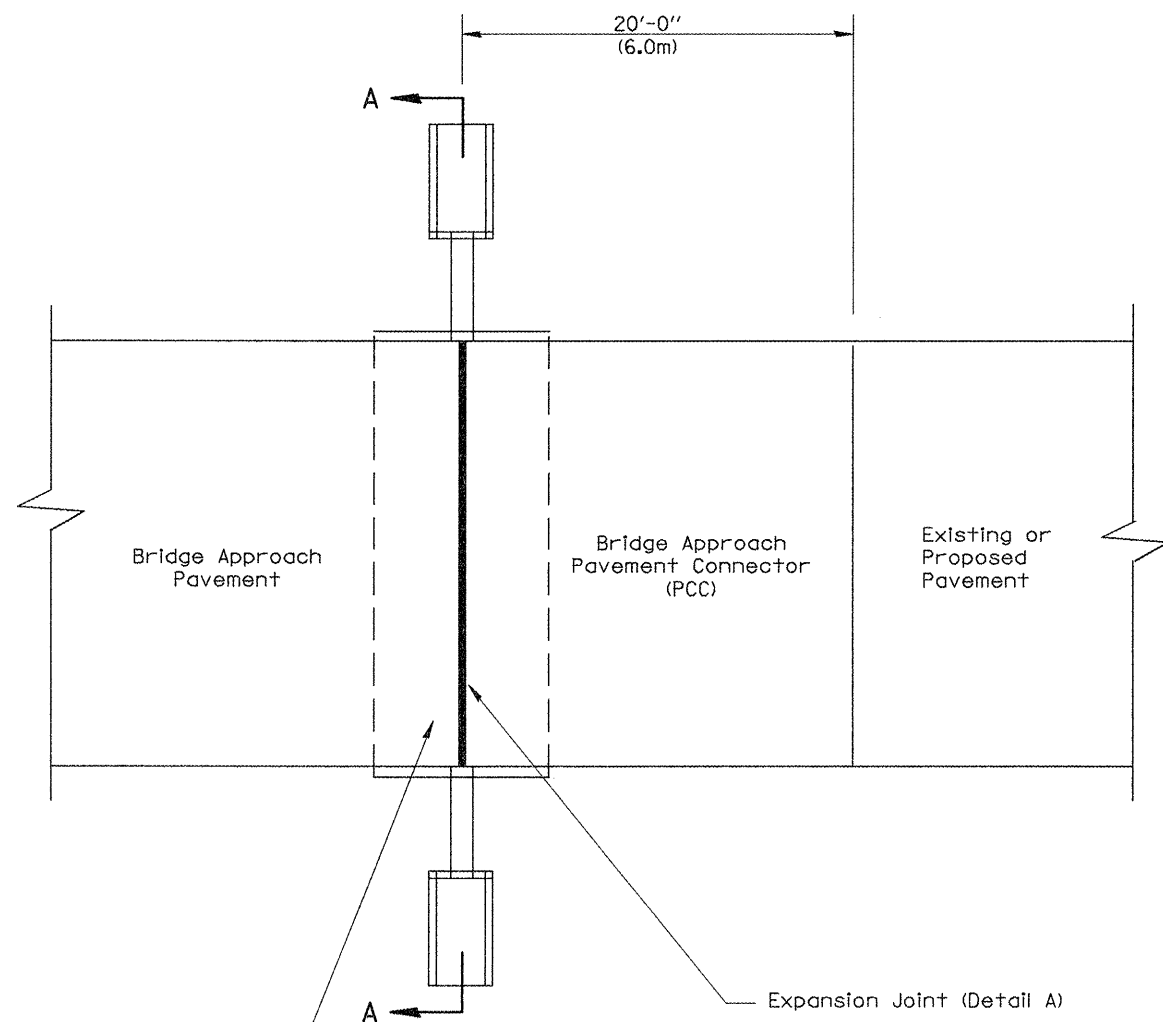 20'-0"
(6.0m)
A
Bridge Approach
Pavement
Bridge Approach
Pavement Connector
(PCC)
Existing or
Proposed
Pavement
Expansion Joint (Detail A)
A